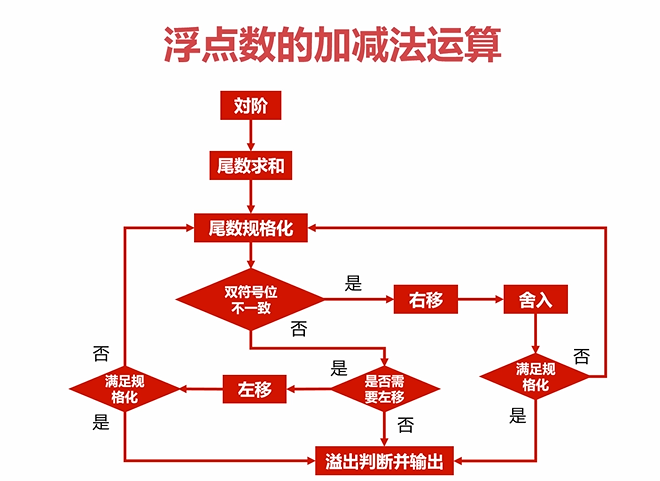 浮点数的加减法运算
对阶
尾数求和
尾数规格化
双符号位
不一致
是
右移
舍入
否
否
是
否
满足规
格化
左移
是否需
要左移
满足规
格化
是
否
是
溢出判断并输出